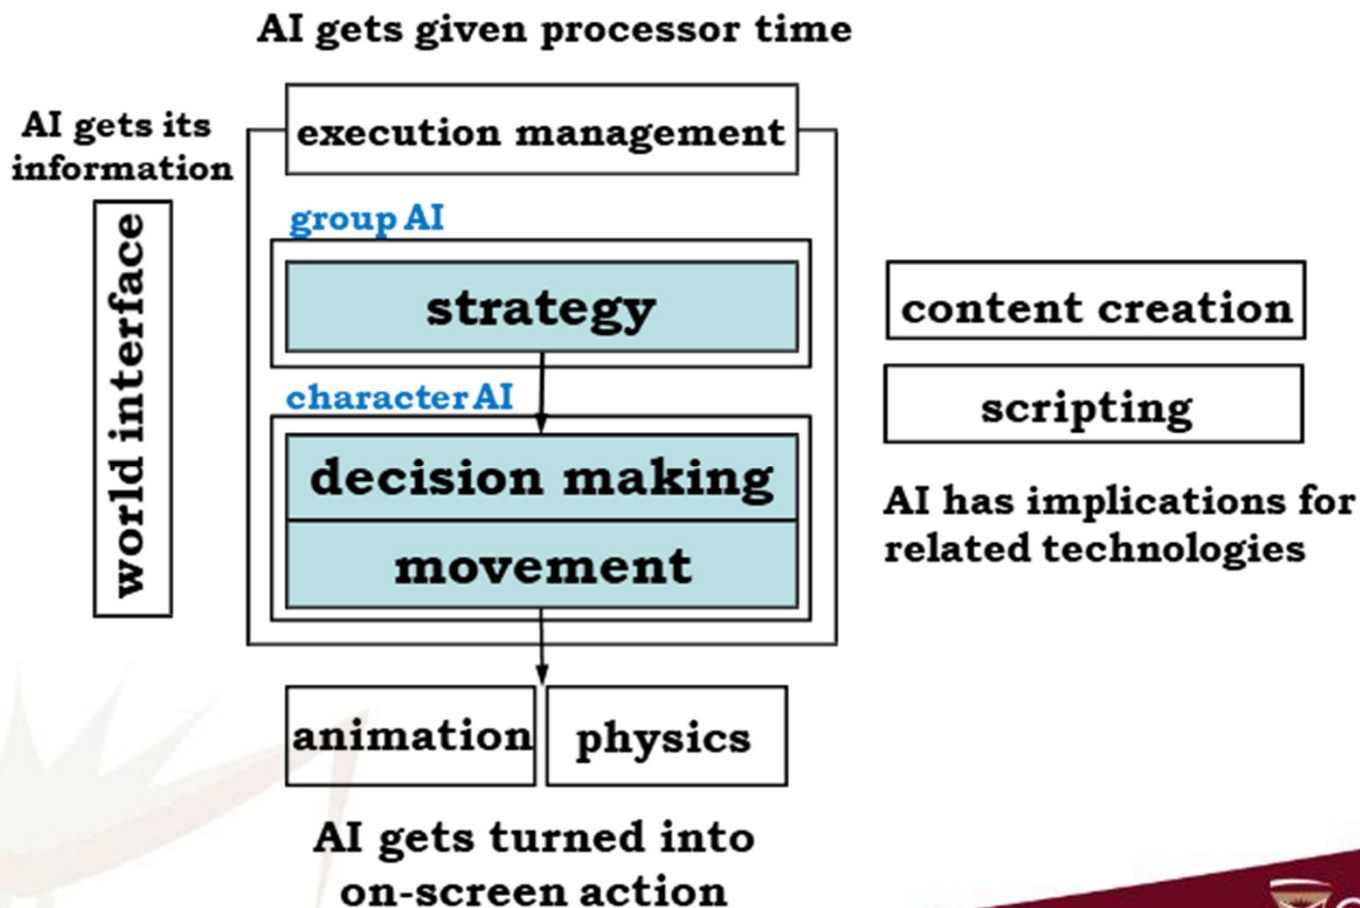 AI gets given processor time
AI gets its
information
execution management
world interface
group AI
strategy
character AI
decision making
movement
content creation
scripting
AI has implications for
related technologies
animation
physics
AI gets turned into
on-screen action